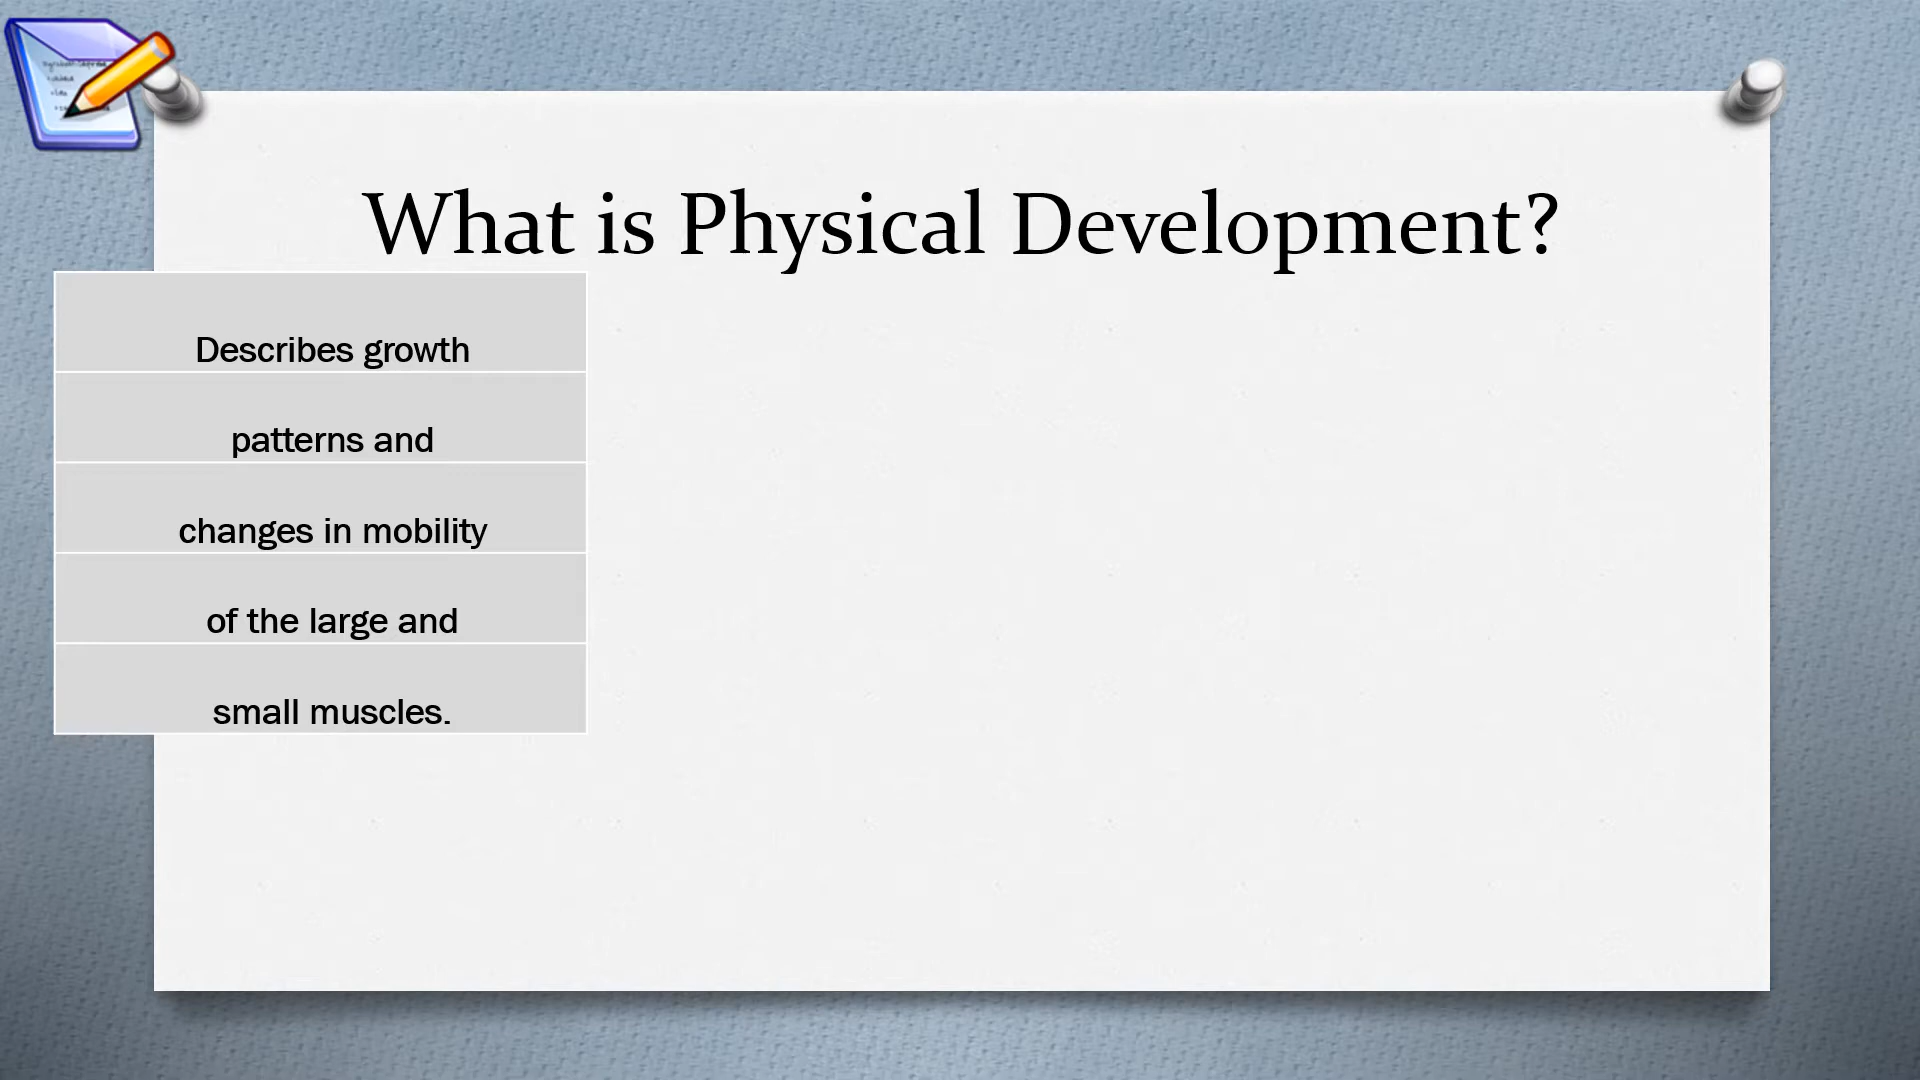 What is Physical Development?
Describes growth
patterns and
changes in mobility
of the large and
small muscles.